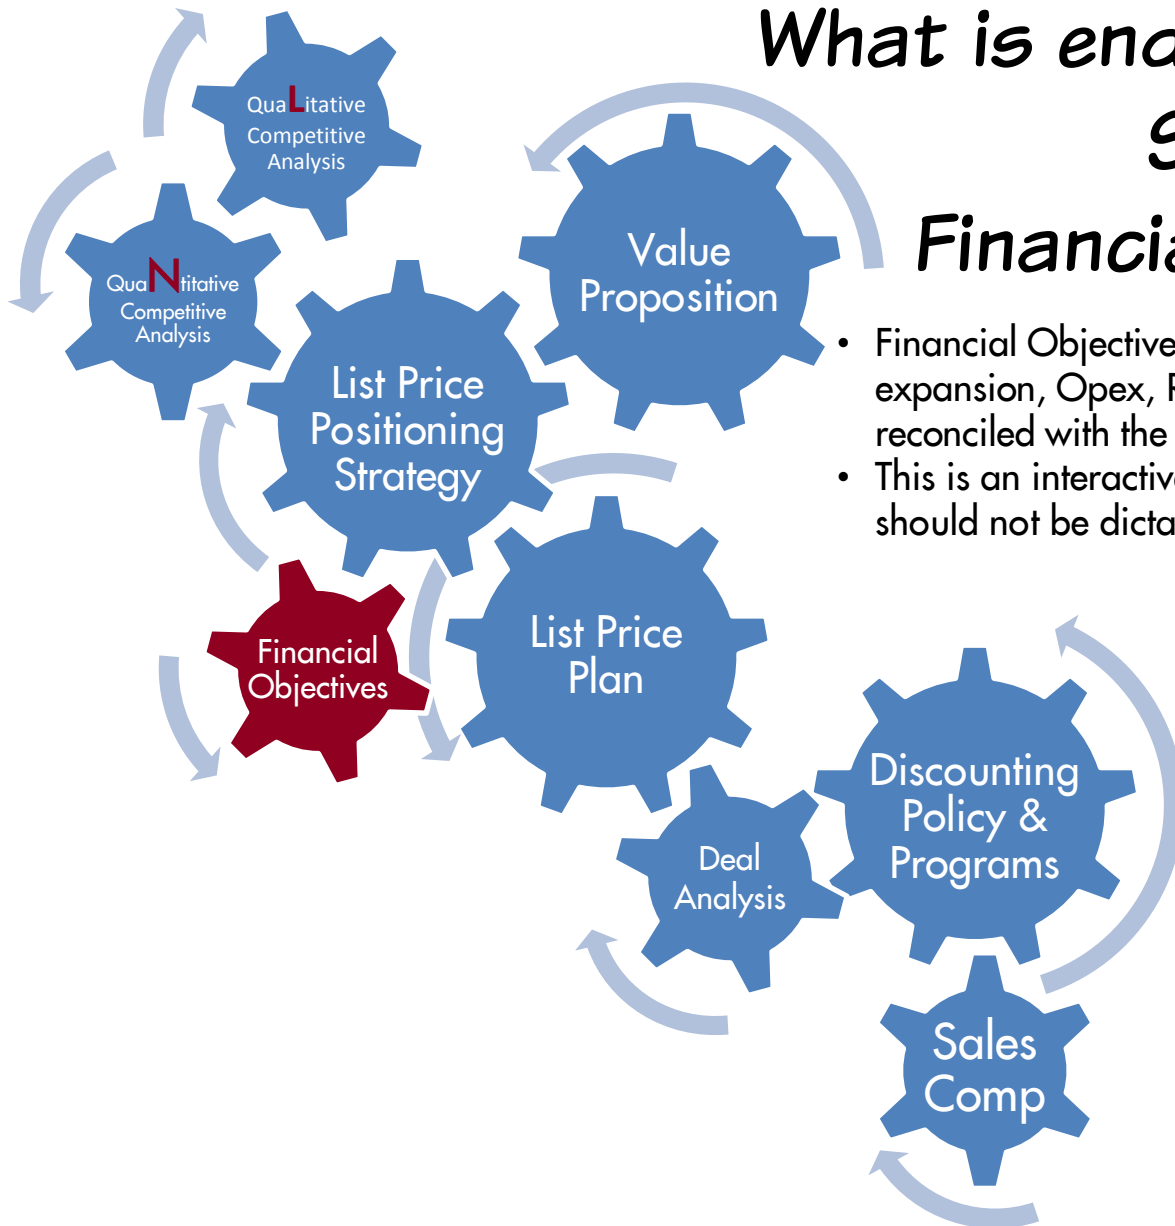 What is end
Financia
• Financial Objective
expansion, Opex,
reconciled with the
• This is an interactive
should not be dicta
QuaLitative
Competitive
Analysis
QuaNtitative
Competitive
Analysis
Value
Proposition
List Price
Positioning
Strategy
Financial
Objectives
List Price
Plan
Discounting
Policy &
Programs
Deal
Analysis
Sales
Comp